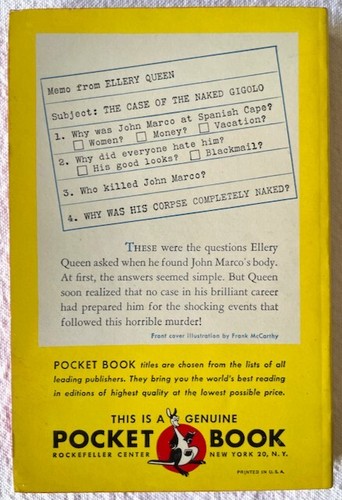 Memo from ELLERY QUEEN
Subject: THE CASE OF THE NAKED GIGOLO
1. Why was John Marco at Spanish Cape?
Women? Money? Vacation?
2. Why did everyone hate him?
His good looks? Blackmail?
3. Who killed John Marco?
4. WHY WAS HIS CORPSE COMPLETELY NAKED?
THESE were the questions Ellery
Queen asked when he found John Marco's body.
At first, the answers seemed simple. But Queen
soon realized that no case in his brilliant career
had prepared him for the shocking events that
followed this horrible murder!
Front cover illustration by Frank McCarthy
POCKET BOOK titles are chosen from the lists of all
leading publishers. They bring you the world's best reading
in editions of highest quality at the lowest possible price.
THIS IS A GENUINE
POCKET BOOK
ROCKEFELLER CENTER NEW YORK 20, N.Y.
PRINTED IN U.S.A.